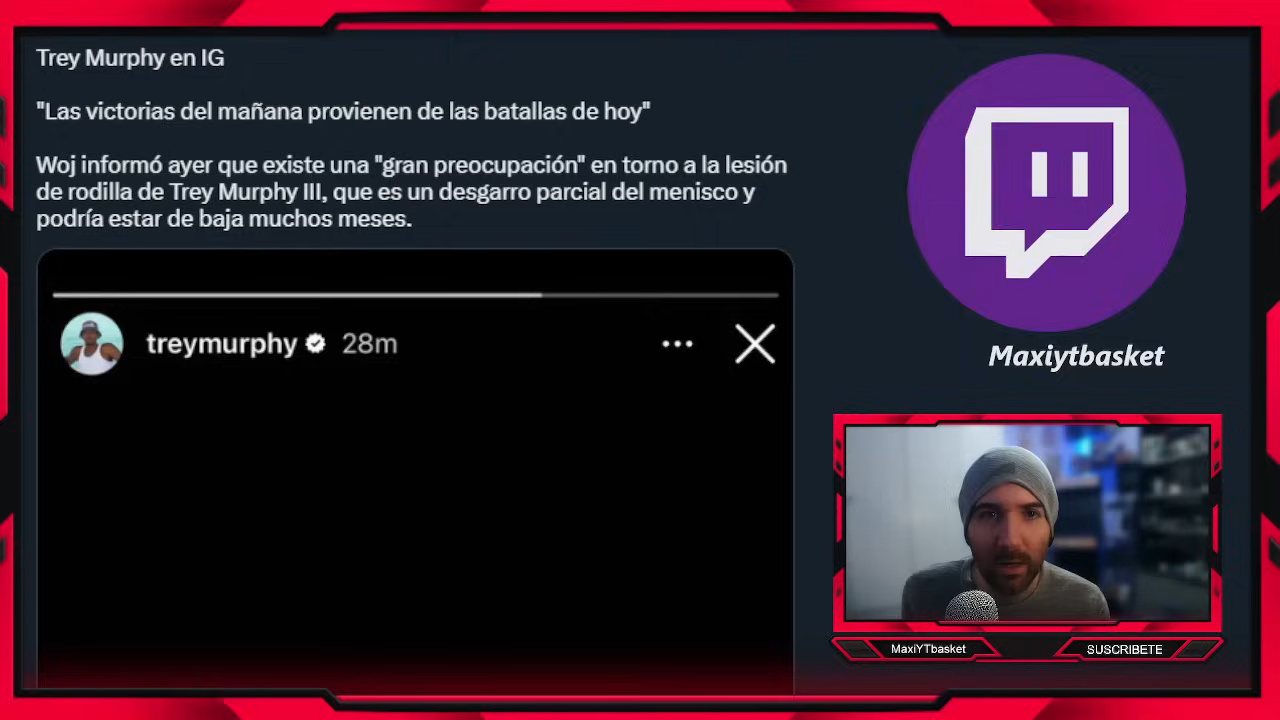 Trey Murphy en IG
"Las victorias del mañana provienen de las batallas de hoy"
Woj informó ayer que existe una "gran preocupación" en torno a la lesión
de rodilla de Trey Murphy III, que es un desgarro parcial del menisco y
podría estar de baja muchos meses.
treymurphy 28m
Maxiytbasket
MaxiYTbasket
SUSCRIBETE